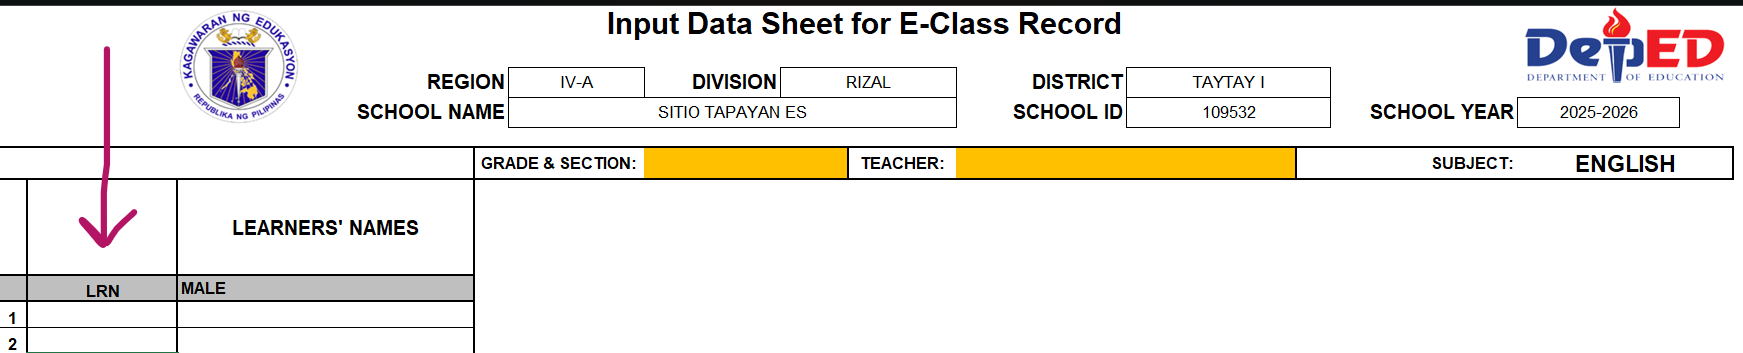 Input Data Sheet for E-Class Record
KAGAWARAN NG EDUKASYON
REPUBLIKA NG PILIPINAS
DepED
DEPARTMENT OF EDUCATION
REGION IV-A DIVISION RIZAL DISTRICT TAYTAY I
SCHOOL NAME SITIO TAPAYAN ES SCHOOL ID 109532 SCHOOL YEAR 2025-2026
GRADE & SECTION: TEACHER: SUBJECT: ENGLISH
LEARNERS' NAMES
LRN MALE
1
2